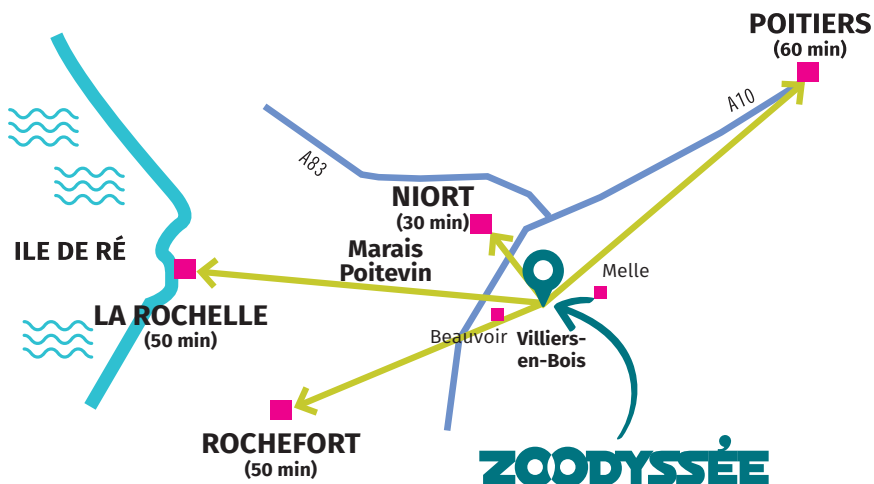 POITIERS
(60 min)
A10
A83
NIORT
(30 min)
Marais
Poitevin
ILE DE RÉ
Melle
LA ROCHELLE
(50 min)
Beauvoir
Villiers-
en-Bois
ROCHEFORT
(50 min)
ZOODYSSÉE